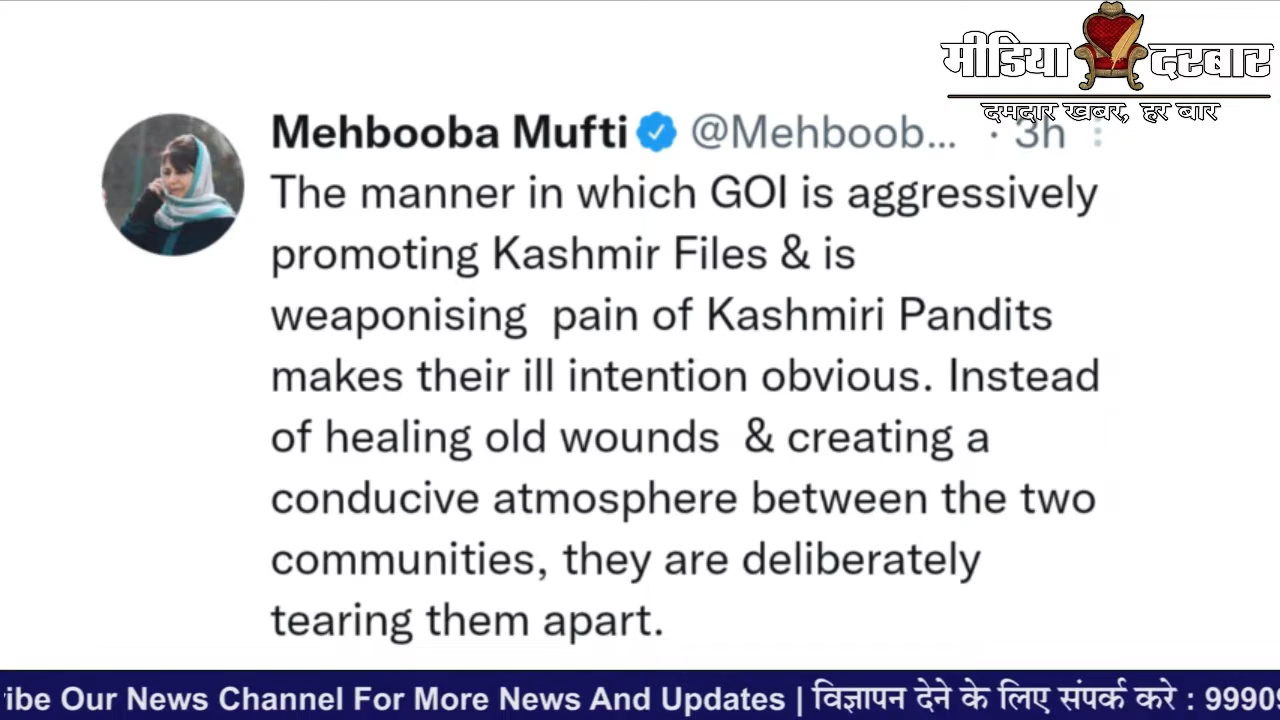 मीडिया दरबार
दमदार खबर, हर बार
Mehbooba Mufti @Mehboob... · 3h
The manner in which GOI is aggressively
promoting Kashmir Files & is
weaponising pain of Kashmiri Pandits
makes their ill intention obvious. Instead
of healing old wounds & creating a
conducive atmosphere between the two
communities, they are deliberately
tearing them apart.
ibe Our News Channel For More News And Updates | विज्ञापन देने के लिए संपर्क करे : 9990